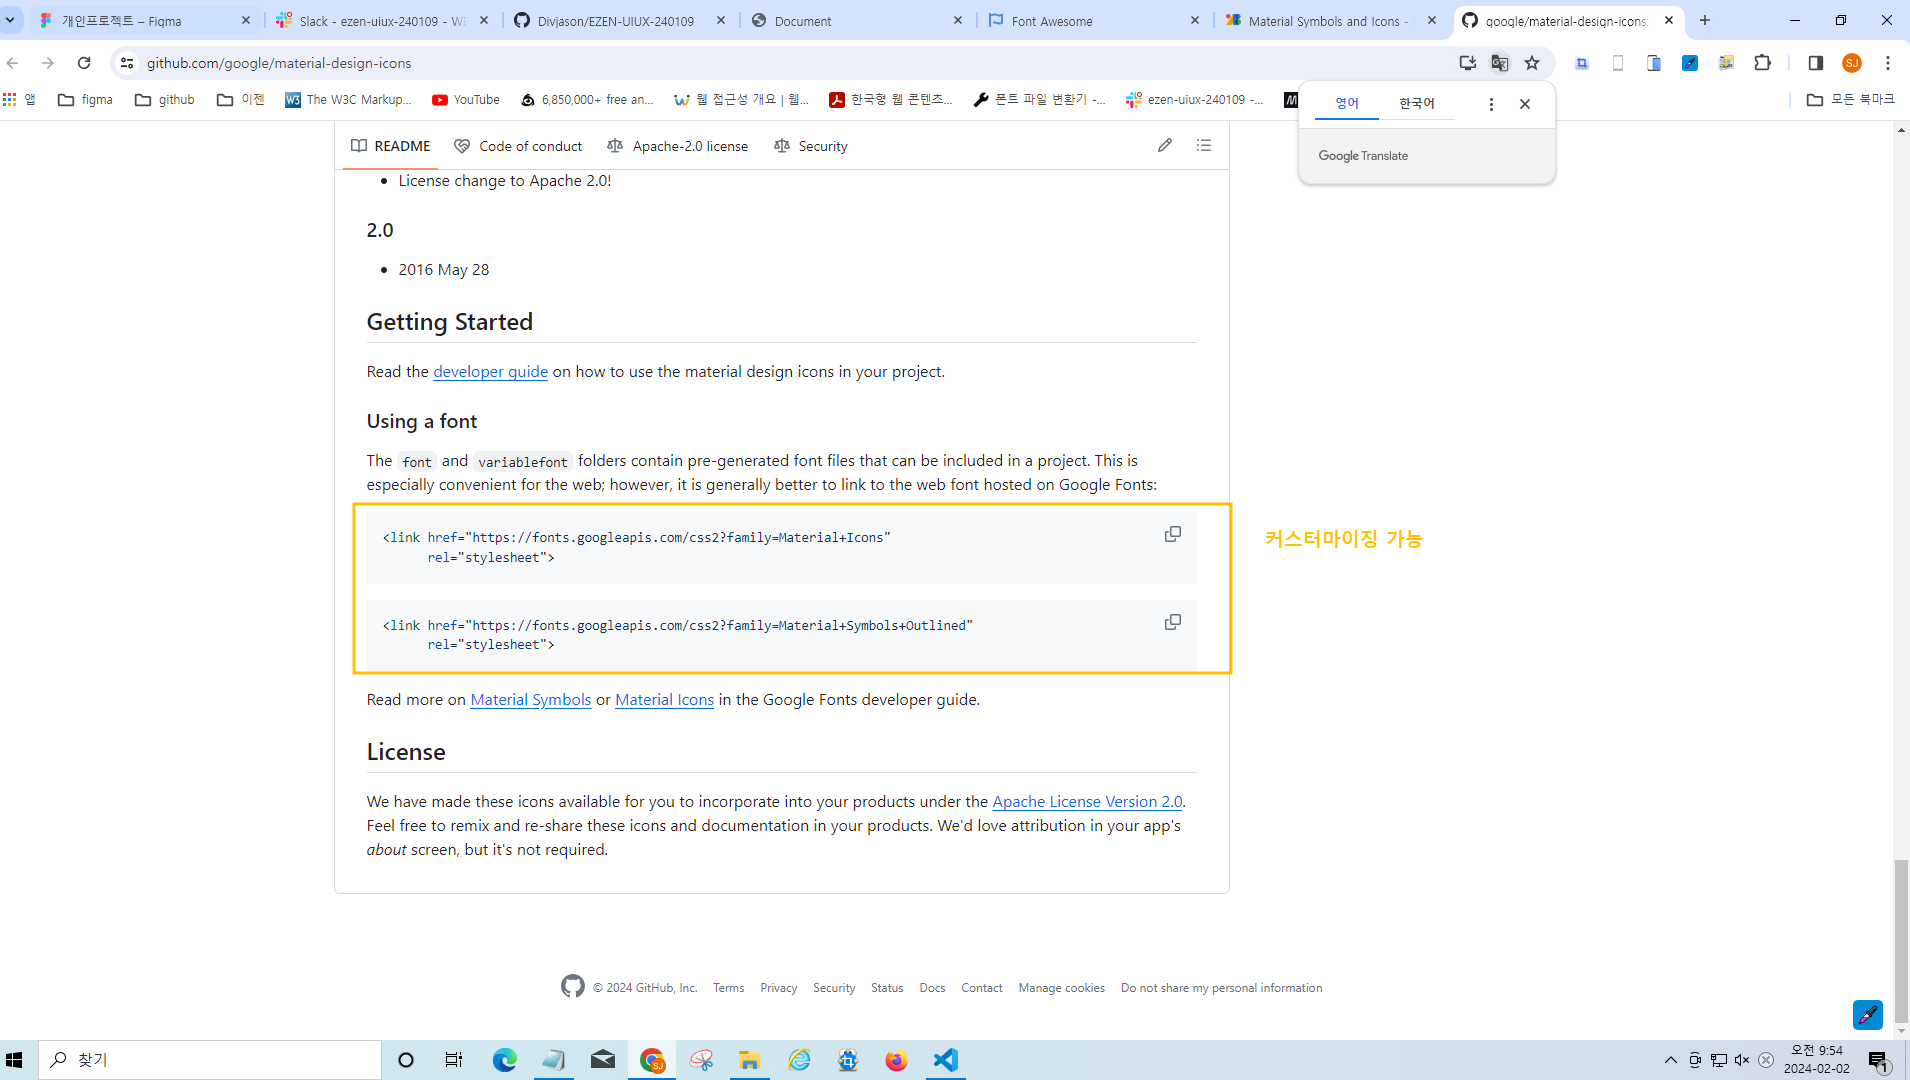 개인프로젝트 – Figma
Slack - ezen-uiux-240109 - WE
Divjason/EZEN-UIUX-240109
Document
Font Awesome
Material Symbols and Icons -
google/material-design-icons:
github.com/google/material-design-icons
앱
figma
github
이젠
The W3C Markup...
YouTube
6,850,000+ free an...
웹 접근성 개요 | 웹...
한국형 웹 콘텐츠...
폰트 파일 변환기 -...
ezen-uiux-240109 -...
모든 북마크
영어
한국어
Google Translate
README
Code of conduct
Apache-2.0 license
Security
License change to Apache 2.0!
2.0
2016 May 28
Getting Started
Read the developer guide on how to use the material design icons in your project.
Using a font
The font and variablefont folders contain pre-generated font files that can be included in a project. This is
especially convenient for the web; however, it is generally better to link to the web font hosted on Google Fonts:
<link href="https://fonts.googleapis.com/css2?family=Material+Icons"
rel="stylesheet">
커스터마이징 가능
<link href="https://fonts.googleapis.com/css2?family=Material+Symbols+Outlined"
rel="stylesheet">
Read more on Material Symbols or Material Icons in the Google Fonts developer guide.
License
We have made these icons available for you to incorporate into your products under the Apache License Version 2.0.
Feel free to remix and re-share these icons and documentation in your products. We'd love attribution in your app's
about screen, but it's not required.
© 2024 GitHub, Inc.
Terms
Privacy
Security
Status
Docs
Contact
Manage cookies
Do not share my personal information
찾기
오전 9:54
2024-02-02
1